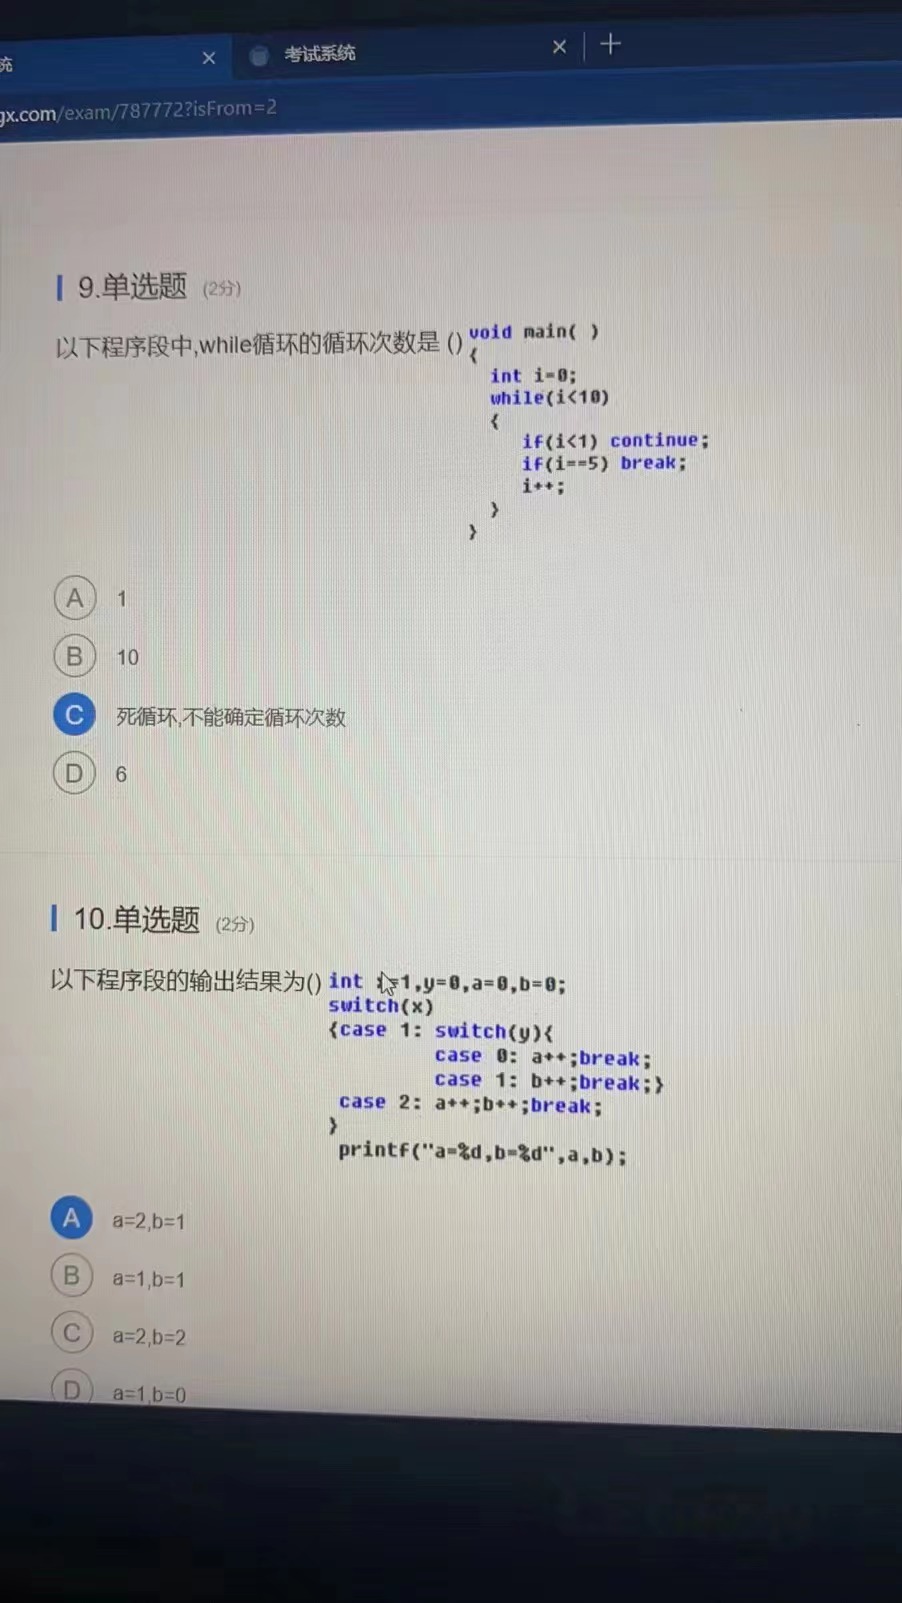 统
考试系统
gx.com/exam/787772?isFrom=2
9.单选题 (2分)
以下程序段中,while循环的循环次数是 () void main( )
{
int i=0;
while(i<10)
{
if(i<1) continue;
if(i==5) break;
i++;
}
}
A 1
B 10
C 死循环,不能确定循环次数
D 6
10.单选题 (2分)
以下程序段的输出结果为() int =1,y=0,a=0,b=0;
switch(x)
{case 1: switch(y){
case 0: a++;break;
case 1: b++;break;}
case 2: a++;b++;break;
}
printf("a=%d,b=%d",a,b);
A a=2,b=1
B a=1,b=1
C a=2,b=2
D a=1,b=0